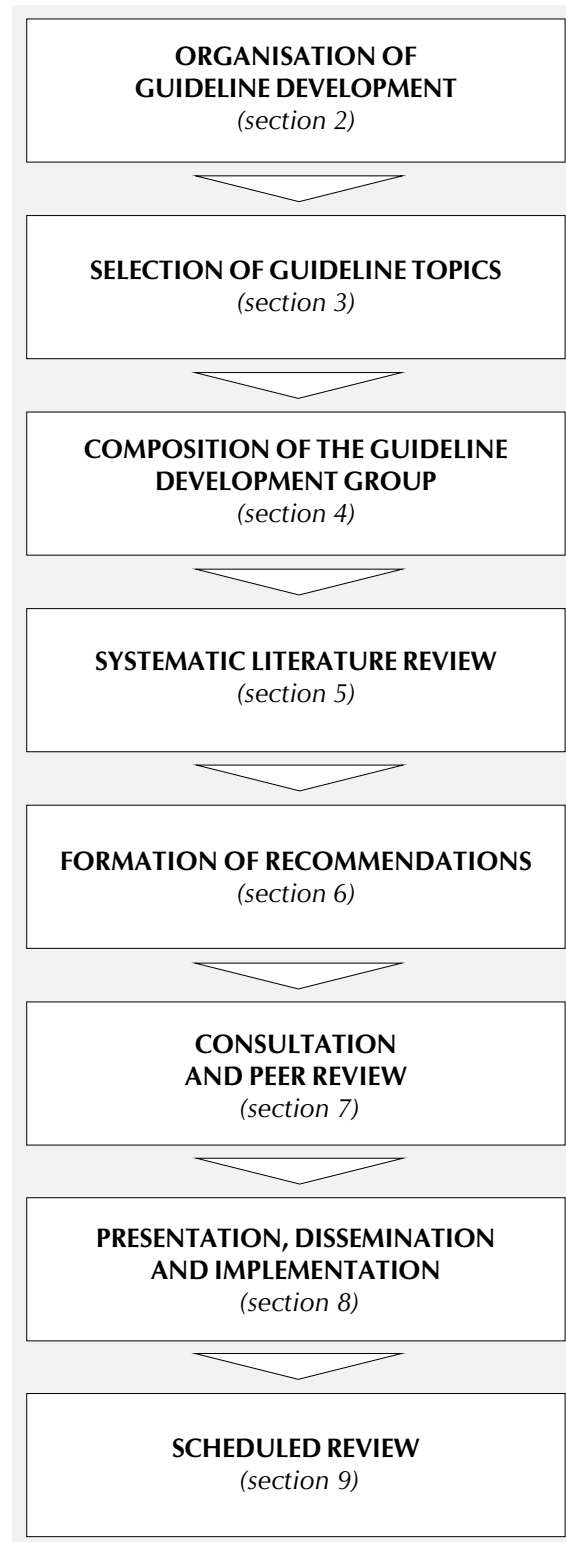 ORGANISATION OF
GUIDELINE DEVELOPMENT
(section 2)
SELECTION OF GUIDELINE TOPICS
(section 3)
COMPOSITION OF THE GUIDELINE
DEVELOPMENT GROUP
(section 4)
SYSTEMATIC LITERATURE REVIEW
(section 5)
FORMATION OF RECOMMENDATIONS
(section 6)
CONSULTATION
AND PEER REVIEW
(section 7)
PRESENTATION, DISSEMINATION
AND IMPLEMENTATION
(section 8)
SCHEDULED REVIEW
(section 9)